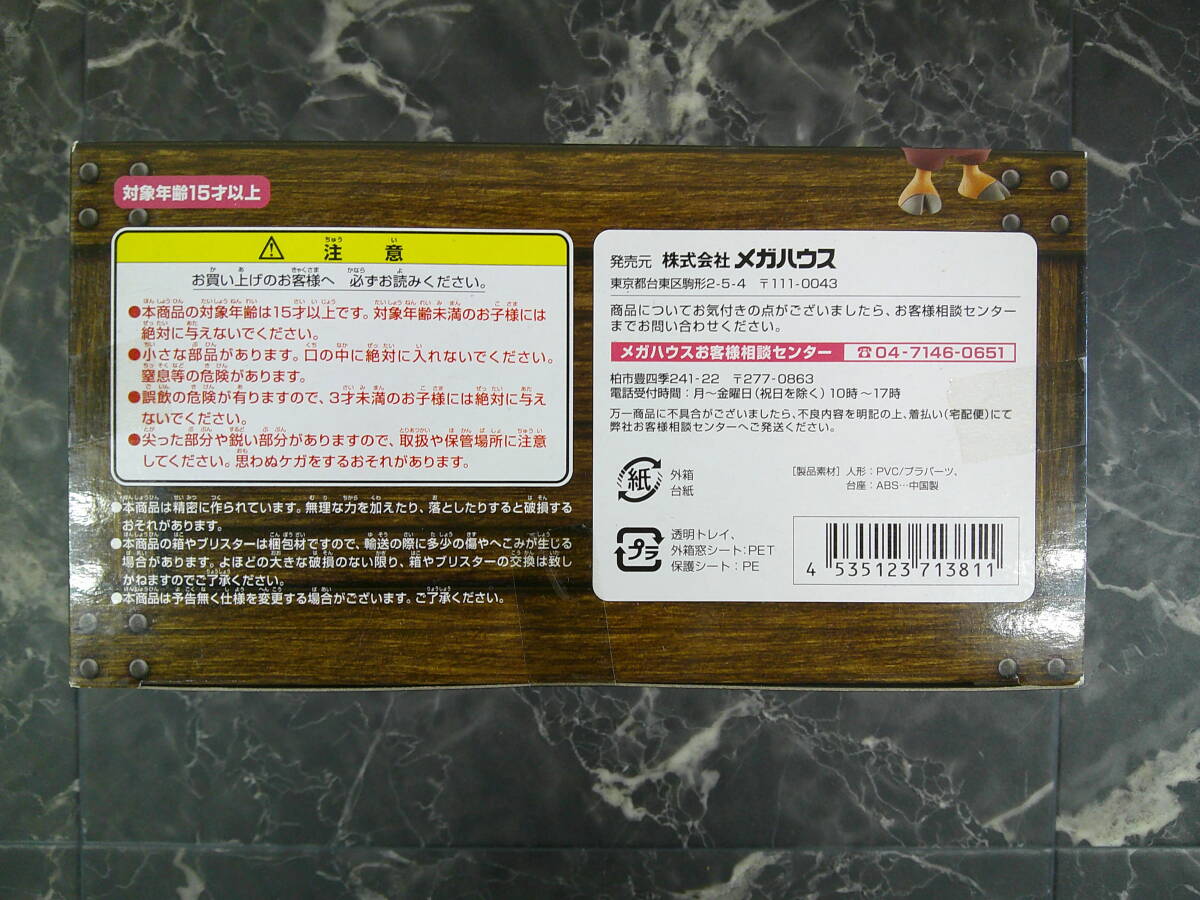 対象年齢15才以上
注意
お買い上げのお客様へ 必ずお読みください。
●本商品の対象年齢は15才以上です。対象年齢未満のお子様には
絶対に与えないでください。
●小さな部品があります。口の中に絶対に入れないでください。
窒息等の危険があります。
●誤飲の危険が有りますので、3才未満のお子様には絶対に与え
ないでください。
●尖った部分や鋭い部分がありますので、取扱や保管場所に注意
してください。思わぬケガをするおそれがあります。
●本商品は精密に作られています。無理な力を加えたり、落としたりすると破損する
おそれがあります。
●本商品の箱やブリスターは梱包材ですので、輸送の際に多少の傷やへこみが生じる
場合があります。よほどの大きな破損のない限り、箱やブリスターの交換は致し
かねますのでご了承ください。
●本商品は予告無く仕様を変更する場合がございます。ご了承ください。
発売元 株式会社 メガハウス
東京都台東区駒形2-5-4 〒111-0043
商品についてお気付きの点がございましたら、お客様相談センター
までお問い合わせください。
メガハウスお客様相談センター ☎04-7146-0651
柏市豊四季241-22 〒277-0863
電話受付時間:月〜金曜日(祝日を除く)10時〜17時
万一商品に不具合がございましたら、不良内容を明記の上、着払い(宅配便)にて
弊社お客様相談センターへご発送ください。
紙
外箱
台紙
[製品素材]人形:PVC/プラパーツ、
台座:ABS…中国製
プラ
透明トレイ、
外箱窓シート:PET
保護シート:PE
4 535123 713811